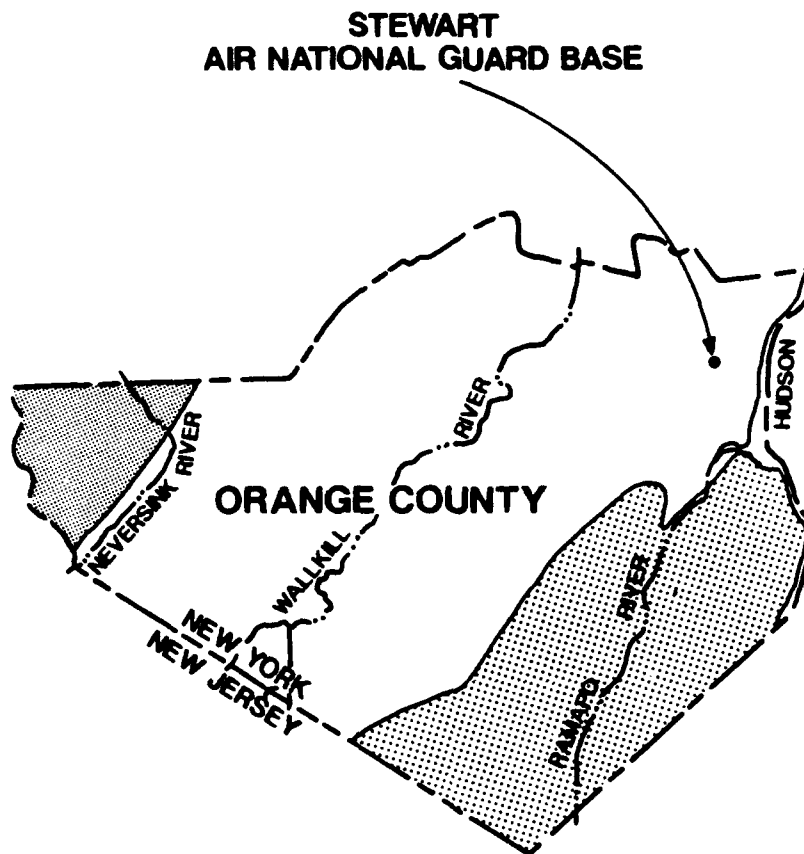 STEWART
AIR NATIONAL GUARD BASE
HUDSON
RIVER
NEVERSINK RIVER
ORANGE COUNTY
WALLKILL
RIVER
NEW YORK
NEW JERSEY
RAMAPO